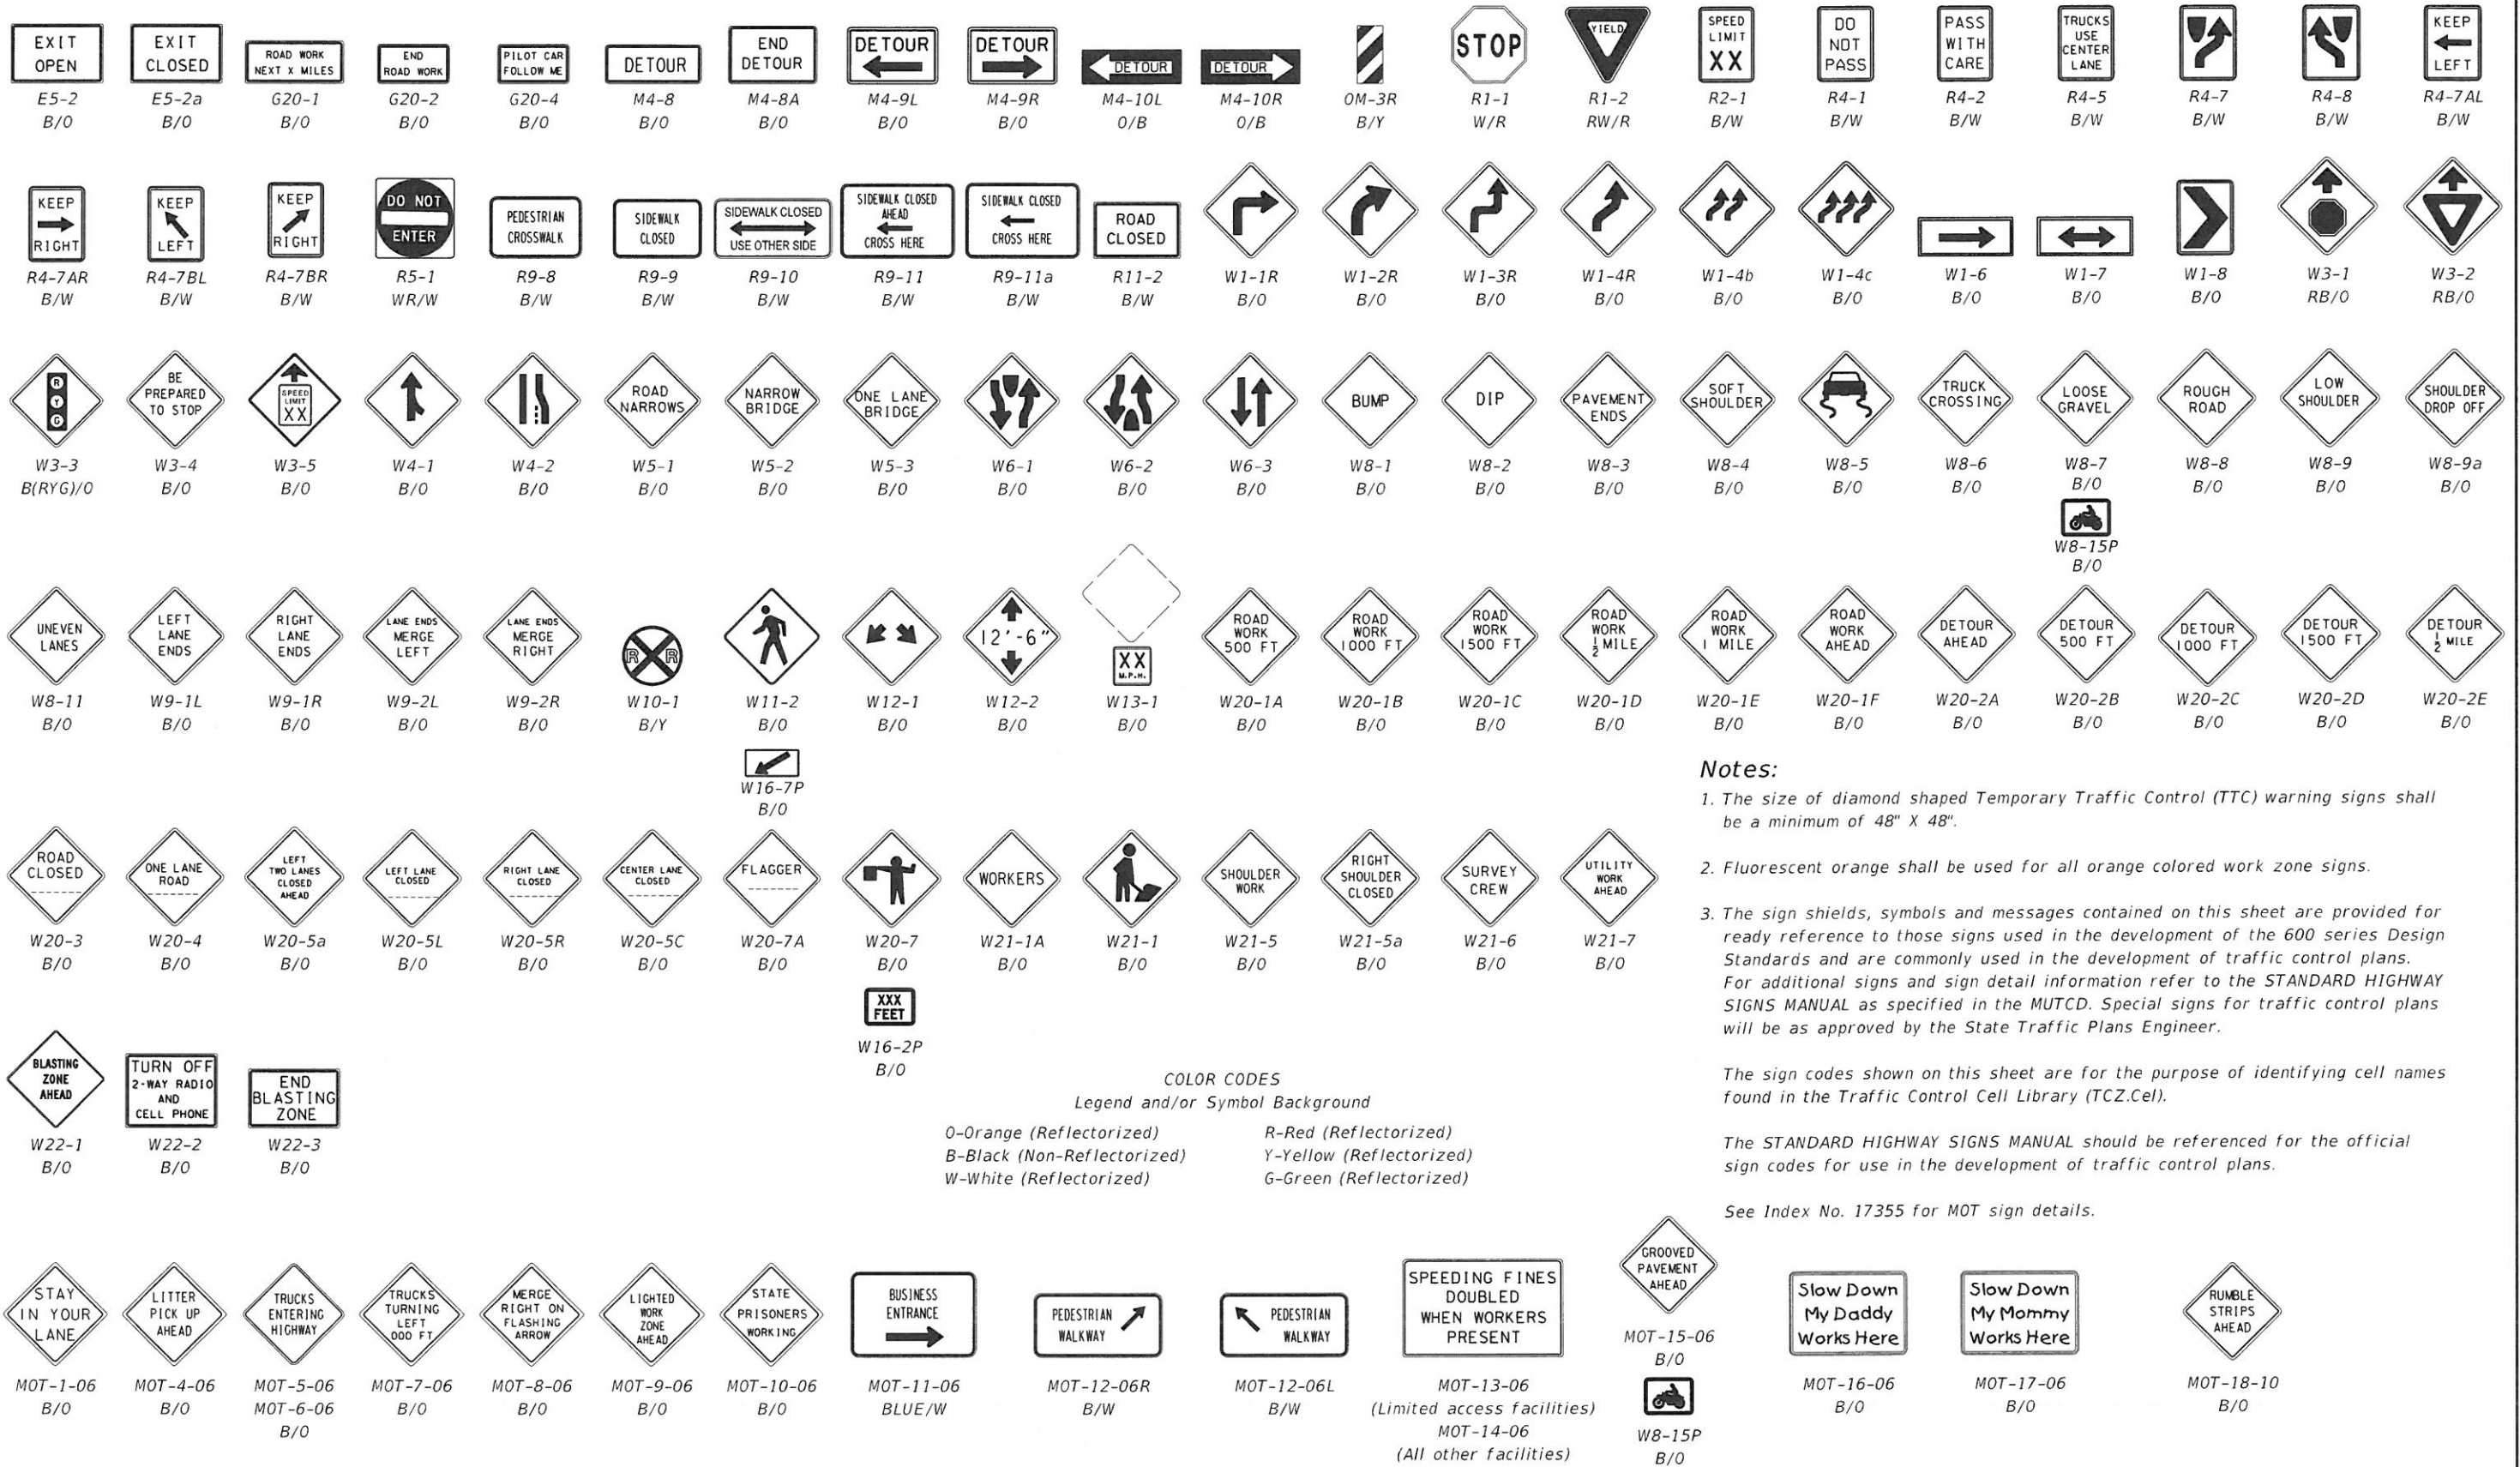 EXIT
OPEN
E5-2
B/O
EXIT
CLOSED
E5-2a
B/O
ROAD WORK
NEXT X MILES
G20-1
B/O
END
ROAD WORK
G20-2
B/O
PILOT CAR
FOLLOW ME
G20-4
B/O
DETOUR
M4-8
B/O
END
DETOUR
M4-8A
B/O
DETOUR
M4-9L
B/O
DETOUR
M4-9R
B/O
DETOUR
M4-10L
O/B
DETOUR
M4-10R
O/B
OM-3R
B/Y
STOP
R1-1
W/R
YIELD
R1-2
RW/R
SPEED
LIMIT
XX
R2-1
B/W
DO
NOT
PASS
R4-1
B/W
PASS
WITH
CARE
R4-2
B/W
TRUCKS
USE
CENTER
LANE
R4-5
B/W
R4-7
B/W
R4-8
B/W
KEEP
LEFT
R4-7AL
B/W
KEEP
RIGHT
R4-7AR
B/W
KEEP
LEFT
R4-7BL
B/W
KEEP
RIGHT
R4-7BR
B/W
DO NOT
ENTER
R5-1
WR/W
PEDESTRIAN
CROSSWALK
R9-8
B/W
SIDEWALK
CLOSED
R9-9
B/W
SIDEWALK CLOSED
USE OTHER SIDE
R9-10
B/W
SIDEWALK CLOSED
AHEAD
CROSS HERE
R9-11
B/W
SIDEWALK CLOSED
CROSS HERE
R9-11a
B/W
ROAD
CLOSED
R11-2
B/W
W1-1R
B/O
W1-2R
B/O
W1-3R
B/O
W1-4R
B/O
W1-4b
B/O
W1-4c
B/O
W1-6
B/O
W1-7
B/O
W1-8
B/O
W3-1
RB/O
W3-2
RB/O
R
Y
G
W3-3
B(RYG)/O
BE
PREPARED
TO STOP
W3-4
B/O
SPEED
LIMIT
XX
W3-5
B/O
W4-1
B/O
W4-2
B/O
ROAD
NARROWS
W5-1
B/O
NARROW
BRIDGE
W5-2
B/O
ONE LANE
BRIDGE
W5-3
B/O
W6-1
B/O
W6-2
B/O
W6-3
B/O
BUMP
W8-1
B/O
DIP
W8-2
B/O
PAVEMENT
ENDS
W8-3
B/O
SOFT
SHOULDER
W8-4
B/O
W8-5
B/O
TRUCK
CROSSING
W8-6
B/O
LOOSE
GRAVEL
W8-7
B/O
W8-15P
B/O
ROUGH
ROAD
W8-8
B/O
LOW
SHOULDER
W8-9
B/O
SHOULDER
DROP OFF
W8-9a
B/O
UNEVEN
LANES
W8-11
B/O
LEFT
LANE
ENDS
W9-1L
B/O
RIGHT
LANE
ENDS
W9-1R
B/O
LANE ENDS
MERGE
LEFT
W9-2L
B/O
LANE ENDS
MERGE
RIGHT
W9-2R
B/O
R R
W10-1
B/Y
W11-2
B/O
W16-7P
B/O
W12-1
B/O
12'-6"
W12-2
B/O
XX
M.P.H.
W13-1
B/O
ROAD
WORK
500 FT
W20-1A
B/O
ROAD
WORK
1000 FT
W20-1B
B/O
ROAD
WORK
1500 FT
W20-1C
B/O
ROAD
WORK
1/2 MILE
W20-1D
B/O
ROAD
WORK
1 MILE
W20-1E
B/O
ROAD
WORK
AHEAD
W20-1F
B/O
DETOUR
AHEAD
W20-2A
B/O
DETOUR
500 FT
W20-2B
B/O
DETOUR
1000 FT
W20-2C
B/O
DETOUR
1500 FT
W20-2D
B/O
DETOUR
1/2 MILE
W20-2E
B/O
ROAD
CLOSED
W20-3
B/O
ONE LANE
ROAD
W20-4
B/O
LEFT
TWO LANES
CLOSED
AHEAD
W20-5a
B/O
LEFT LANE
CLOSED
W20-5L
B/O
RIGHT LANE
CLOSED
W20-5R
B/O
CENTER LANE
CLOSED
W20-5C
B/O
FLAGGER
W20-7A
B/O
W20-7
B/O
XXX
FEET
W16-2P
B/O
WORKERS
W21-1A
B/O
W21-1
B/O
SHOULDER
WORK
W21-5
B/O
RIGHT
SHOULDER
CLOSED
W21-5a
B/O
SURVEY
CREW
W21-6
B/O
UTILITY
WORK
AHEAD
W21-7
B/O
BLASTING
ZONE
AHEAD
W22-1
B/O
TURN OFF
2-WAY RADIO
AND
CELL PHONE
W22-2
B/O
END
BLASTING
ZONE
W22-3
B/O
COLOR CODES
Legend and/or Symbol Background
O-Orange (Reflectorized)
B-Black (Non-Reflectorized)
W-White (Reflectorized)
R-Red (Reflectorized)
Y-Yellow (Reflectorized)
G-Green (Reflectorized)
Notes:
1. The size of diamond shaped Temporary Traffic Control (TTC) warning signs shall
be a minimum of 48" X 48".
2. Fluorescent orange shall be used for all orange colored work zone signs.
3. The sign shields, symbols and messages contained on this sheet are provided for
ready reference to those signs used in the development of the 600 series Design
Standards and are commonly used in the development of traffic control plans.
For additional signs and sign detail information refer to the STANDARD HIGHWAY
SIGNS MANUAL as specified in the MUTCD. Special signs for traffic control plans
will be as approved by the State Traffic Plans Engineer.
The sign codes shown on this sheet are for the purpose of identifying cell names
found in the Traffic Control Cell Library (TCZ.Cel).
The STANDARD HIGHWAY SIGNS MANUAL should be referenced for the official
sign codes for use in the development of traffic control plans.
See Index No. 17355 for MOT sign details.
STAY
IN YOUR
LANE
MOT-1-06
B/O
LITTER
PICK UP
AHEAD
MOT-4-06
B/O
TRUCKS
ENTERING
HIGHWAY
MOT-5-06
MOT-6-06
B/O
TRUCKS
TURNING
LEFT
000 FT
MOT-7-06
B/O
MERGE
RIGHT ON
FLASHING
ARROW
MOT-8-06
B/O
LIGHTED
WORK
ZONE
AHEAD
MOT-9-06
B/O
STATE
PRISONERS
WORKING
MOT-10-06
B/O
BUSINESS
ENTRANCE
MOT-11-06
BLUE/W
PEDESTRIAN
WALKWAY
MOT-12-06R
B/W
PEDESTRIAN
WALKWAY
MOT-12-06L
B/W
SPEEDING FINES
DOUBLED
WHEN WORKERS
PRESENT
MOT-13-06
(Limited access facilities)
MOT-14-06
(All other facilities)
GROOVED
PAVEMENT
AHEAD
MOT-15-06
B/O
W8-15P
B/O
Slow Down
My Daddy
Works Here
MOT-16-06
B/O
Slow Down
My Mommy
Works Here
MOT-17-06
B/O
RUMBLE
STRIPS
AHEAD
MOT-18-10
B/O